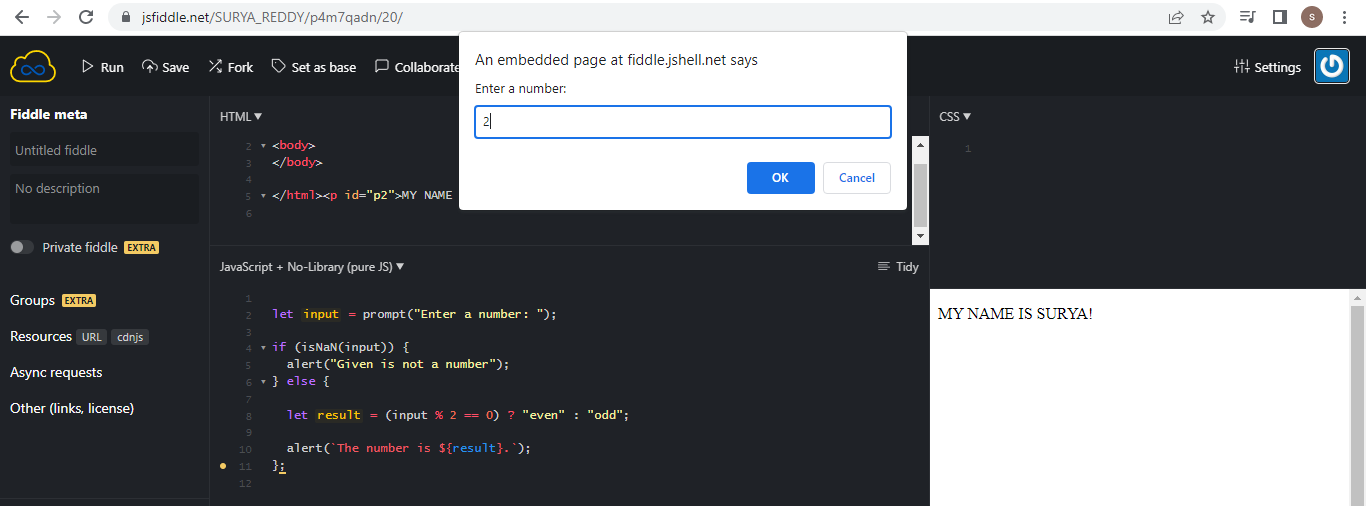 jsfiddle.net/SURYA_REDDY/p4m7qadn/20/
S
Run Save Fork Set as base Collaborate
Settings
An embedded page at fiddle.jshell.net says
Enter a number:
2
OK Cancel
Fiddle meta
Untitled fiddle
No description
Private fiddle EXTRA
Groups EXTRA
Resources URL cdnjs
Async requests
Other (links, license)
HTML ▼
2 ▾ <body>
3 </body>
4
5 ▾ </html><p id="p2">MY NAME
6
JavaScript + No-Library (pure JS) ▼ Tidy
1
2 let input = prompt("Enter a number: ");
3
4 ▾ if (isNaN(input)) {
5 alert("Given is not a number");
6 ▾ } else {
7
8 let result = (input % 2 == 0) ? "even" : "odd";
9
10 alert(`The number is ${result}.`);
11 };
12
CSS ▼
1
MY NAME IS SURYA!